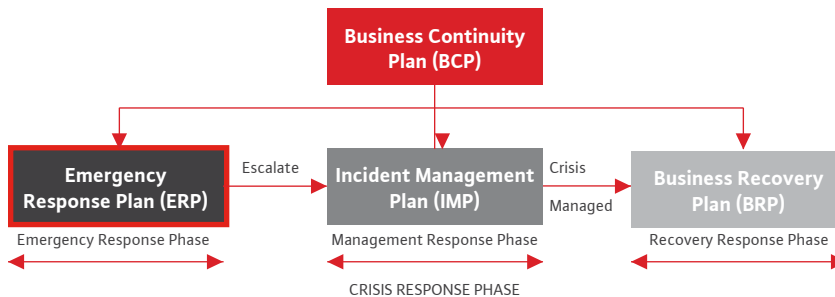 Business Continuity
Plan (BCP)
Emergency
Response Plan (ERP)
Escalate
Incident Management
Plan (IMP)
Crisis
Managed
Business Recovery
Plan (BRP)
Emergency Response Phase
Management Response Phase
Recovery Response Phase
CRISIS RESPONSE PHASE